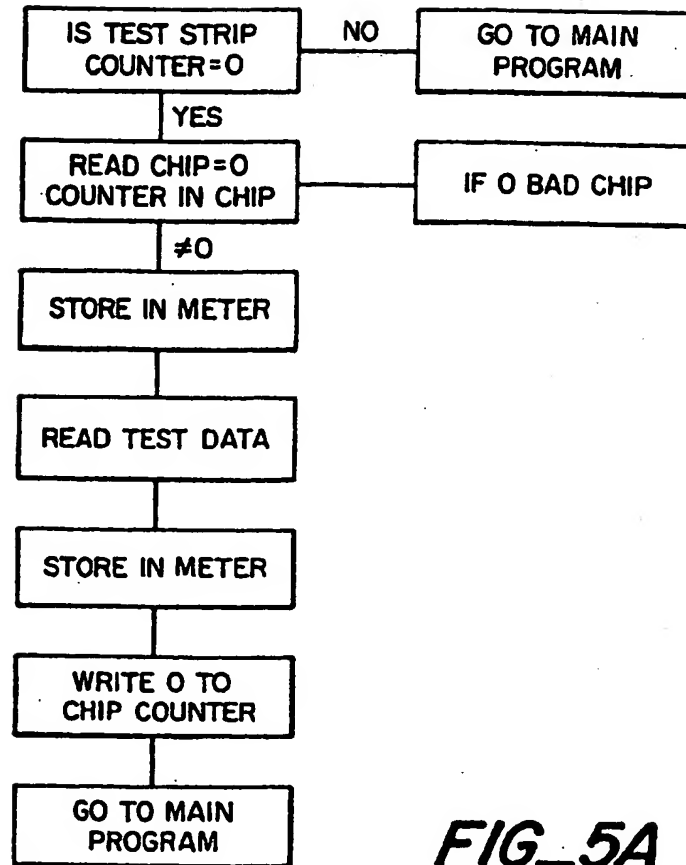 IS TEST STRIP
COUNTER=0
NO
GO TO MAIN
PROGRAM
YES
READ CHIP=0
COUNTER IN CHIP
IF 0 BAD CHIP
≠0
STORE IN METER
READ TEST DATA
STORE IN METER
WRITE 0 TO
CHIP COUNTER
GO TO MAIN
PROGRAM
FIG_5A